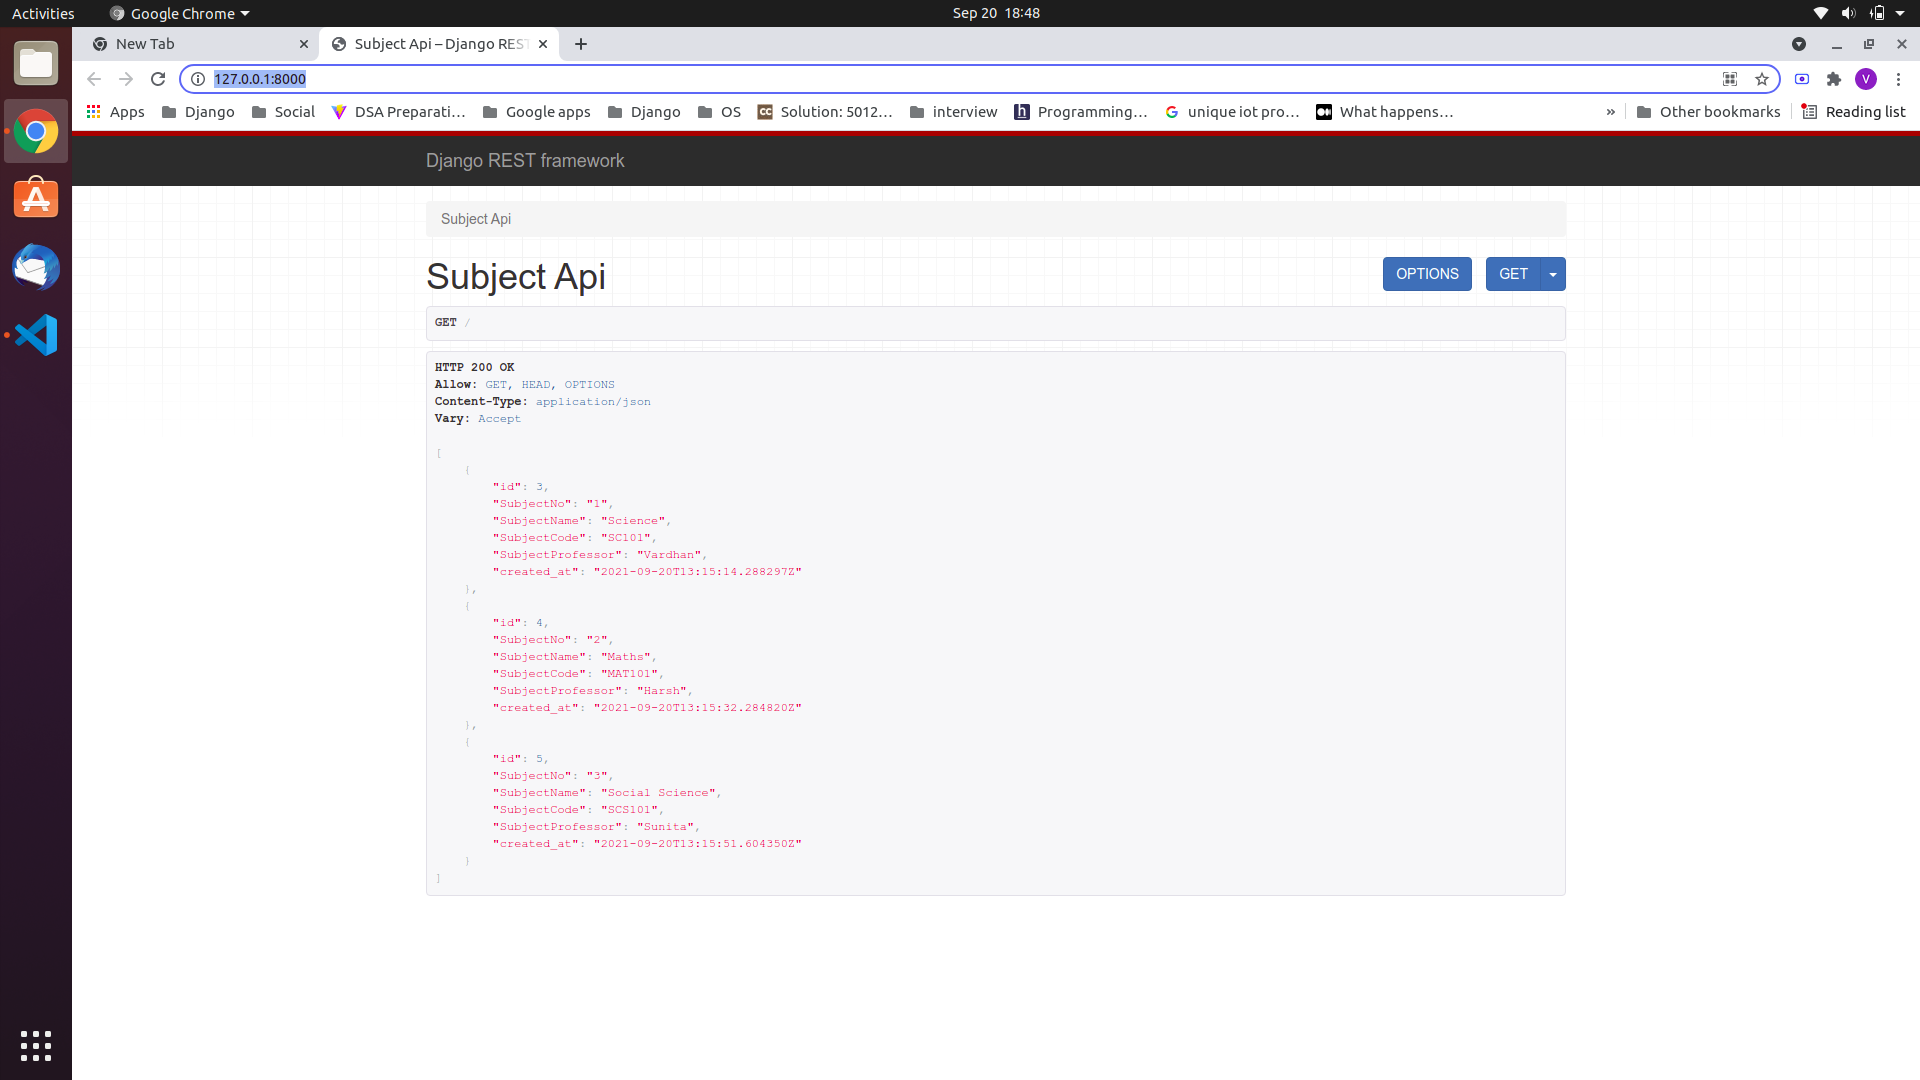 Activities
Google Chrome
Sep 20 18:48
New Tab
Subject Api – Django RES
127.0.0.1:8000
V
Apps
Django
Social
DSA Preparati...
Google apps
Django
OS
CC
Solution: 5012...
interview
h
Programming...
unique iot pro...
What happens...
»
Other bookmarks
Reading list
Django REST framework
Subject Api
Subject Api
OPTIONS
GET
GET /
HTTP 200 OK
Allow: GET, HEAD, OPTIONS
Content-Type: application/json
Vary: Accept
[
{
"id": 3,
"SubjectNo": "1",
"SubjectName": "Science",
"SubjectCode": "SC101",
"SubjectProfessor": "Vardhan",
"created_at": "2021-09-20T13:15:14.288297Z"
},
{
"id": 4,
"SubjectNo": "2",
"SubjectName": "Maths",
"SubjectCode": "MAT101",
"SubjectProfessor": "Harsh",
"created_at": "2021-09-20T13:15:32.284820Z"
},
{
"id": 5,
"SubjectNo": "3",
"SubjectName": "Social Science",
"SubjectCode": "SCS101",
"SubjectProfessor": "Sunita",
"created_at": "2021-09-20T13:15:51.604350Z"
}
]